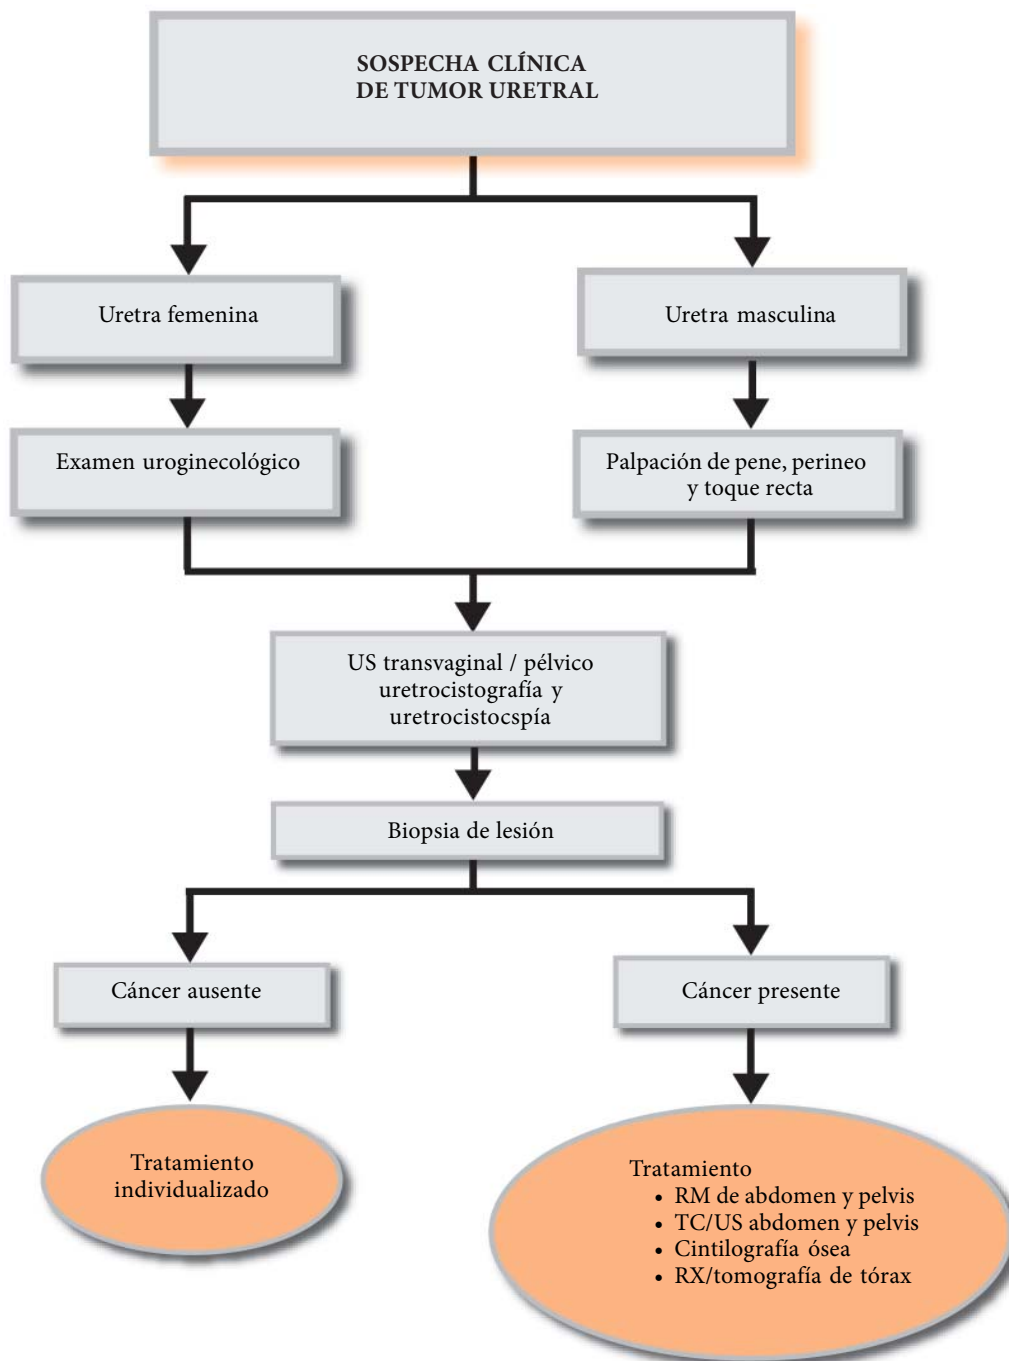 SOSPECHA CLÍNICA
DE TUMOR URETRAL
Uretra femenina
Uretra masculina
Examen uroginecológico
Palpación de pene, perineo
y toque recta
US transvaginal / pélvico
uretrocistografía y
uretrocistocspía
Biopsia de lesión
Cáncer ausente
Cáncer presente
Tratamiento
individualizado
Tratamiento
• RM de abdomen y pelvis
• TC/US abdomen y pelvis
• Cintilografía ósea
• RX/tomografía de tórax